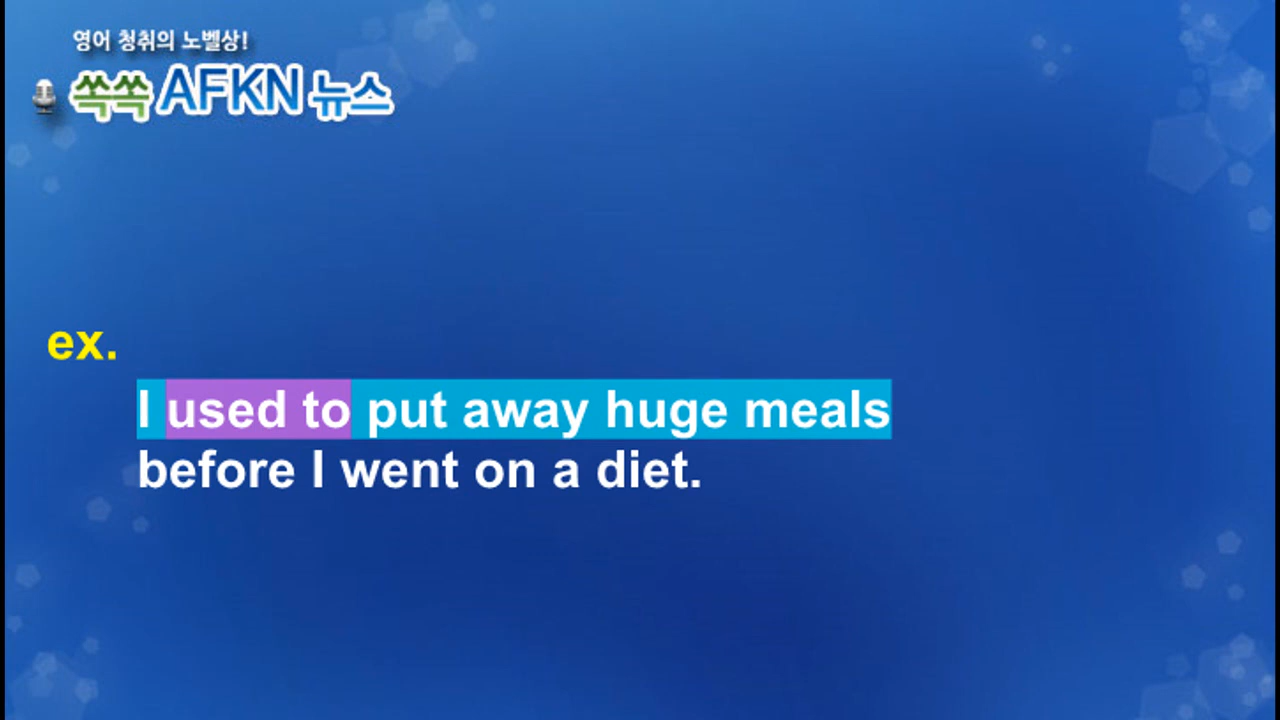 영어 청취의 노벨상!
쏙쏙 AFKN 뉴스
ex.
I used to put away huge meals
before I went on a diet.